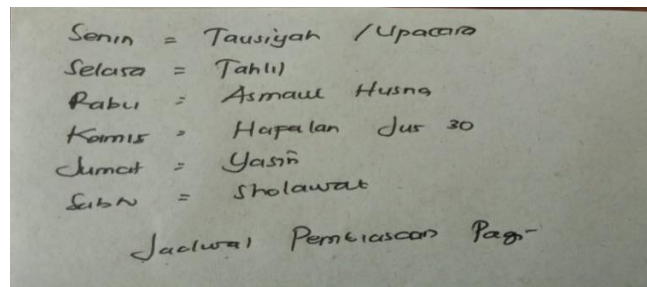 Senin = Tausiyah / Upacara
Selasa = Tahlil
Rabu = Asmaul Husna
Kamis = Hapalan Jus 30
Jumat = Yasin
Sabtu = Sholawat
Jadwal Pembiasaan Pagi